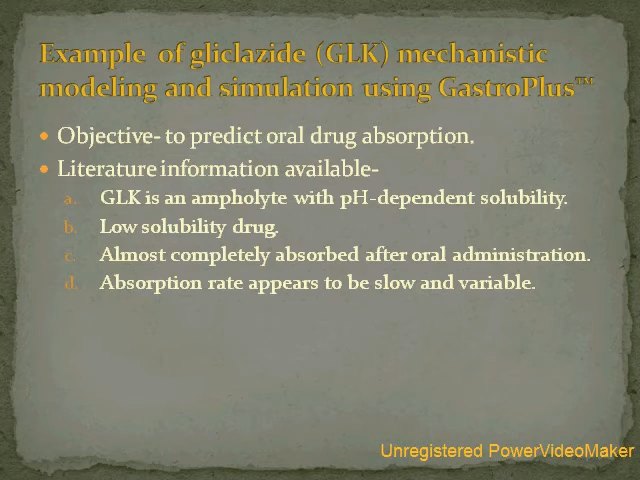 Example of gliclazide (GLK) mechanistic
modeling and simulation using GastroPlus™
• Objective- to predict oral drug absorption.
• Literature information available-
a. GLK is an ampholyte with pH-dependent solubility.
b. Low solubility drug.
c. Almost completely absorbed after oral administration.
d. Absorption rate appears to be slow and variable.
Unregistered PowerVideoMaker